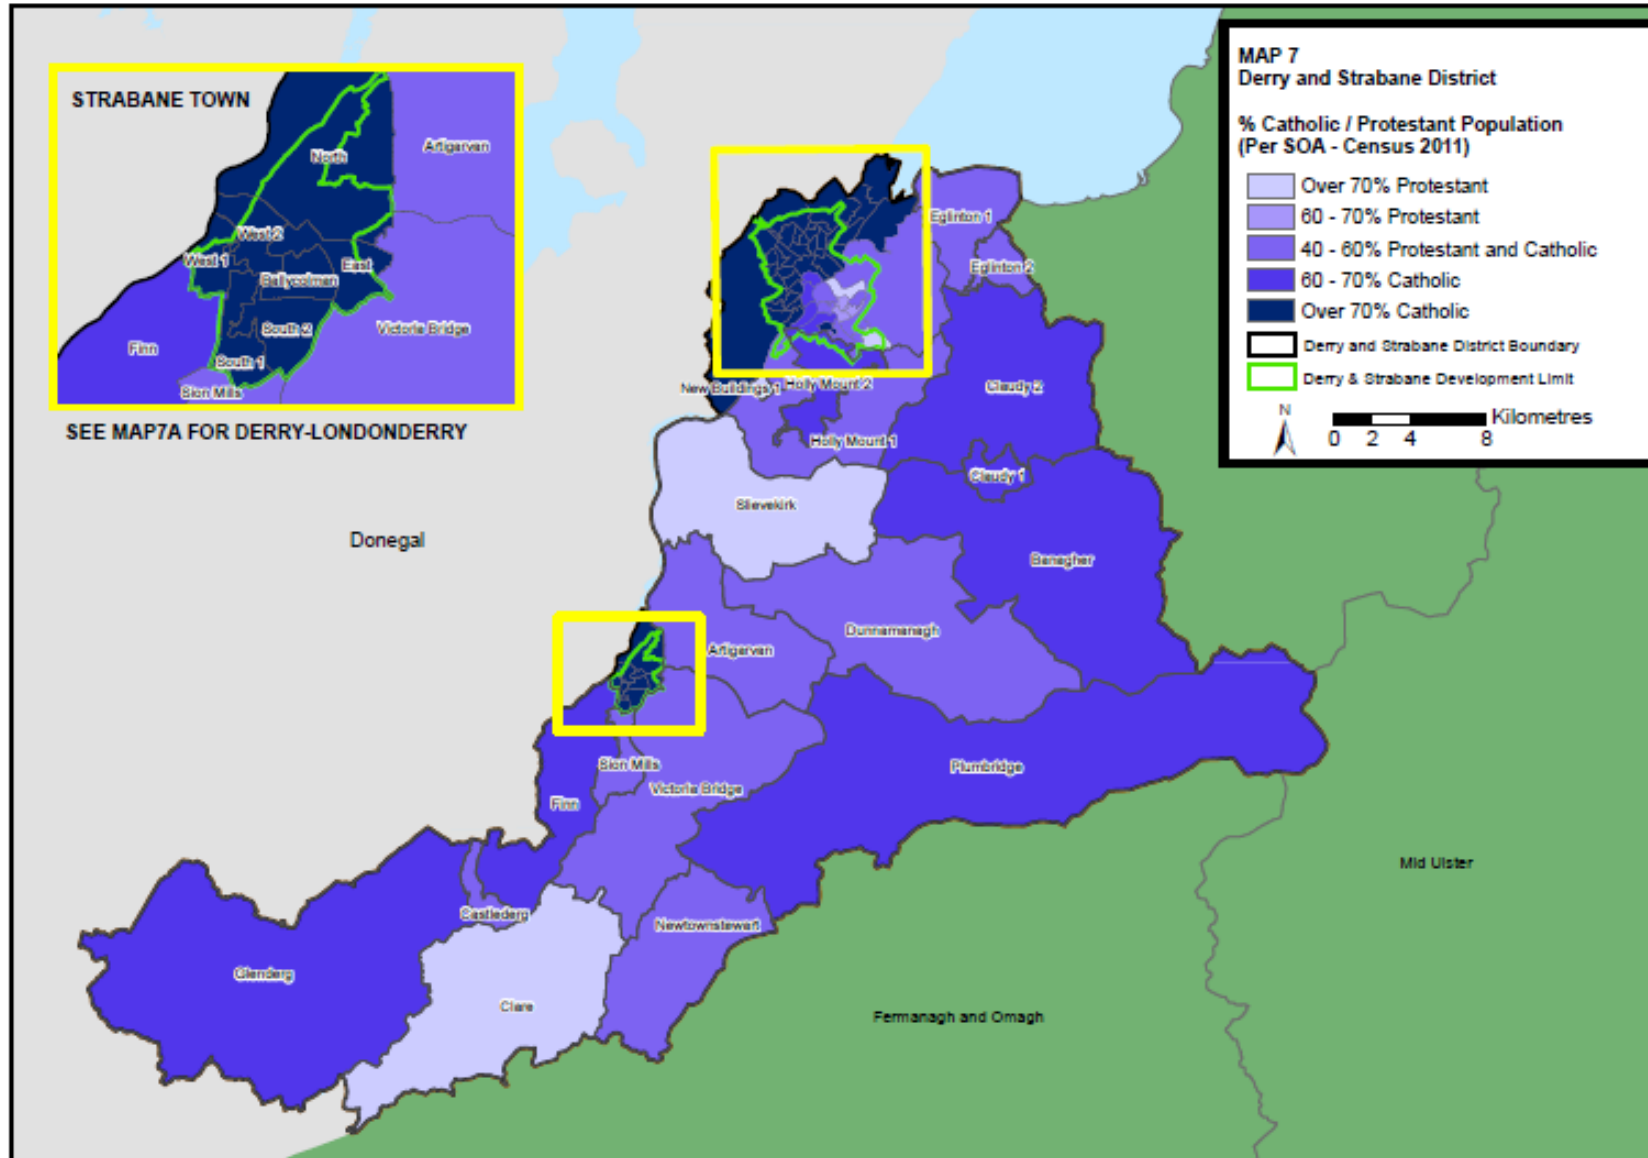 STRABANE TOWN
Artigarvan
North
West 2
West 1
East
Ballycolman
South 2
Victoria Bridge
Finn
South 1
Sion Mills
SEE MAP7A FOR DERRY-LONDONDERRY
MAP 7
Derry and Strabane District
% Catholic / Protestant Population
(Per SOA - Census 2011)
Over 70% Protestant
60 - 70% Protestant
40 - 60% Protestant and Catholic
60 - 70% Catholic
Over 70% Catholic
Derry and Strabane District Boundary
Derry & Strabane Development Limit
N
Kilometres
0 2 4 8
Eglinton 1
Eglinton 2
New Buildings 1
Holly Mount 2
Claudy 2
Holly Mount 1
Claudy 1
Slievekirk
Donegal
Banagher
Dunnamanagh
Artigarvan
Sion Mills
Plumbridge
Victoria Bridge
Finn
Mid Ulster
Castlederg
Newtownstewart
Glenderg
Clare
Fermanagh and Omagh